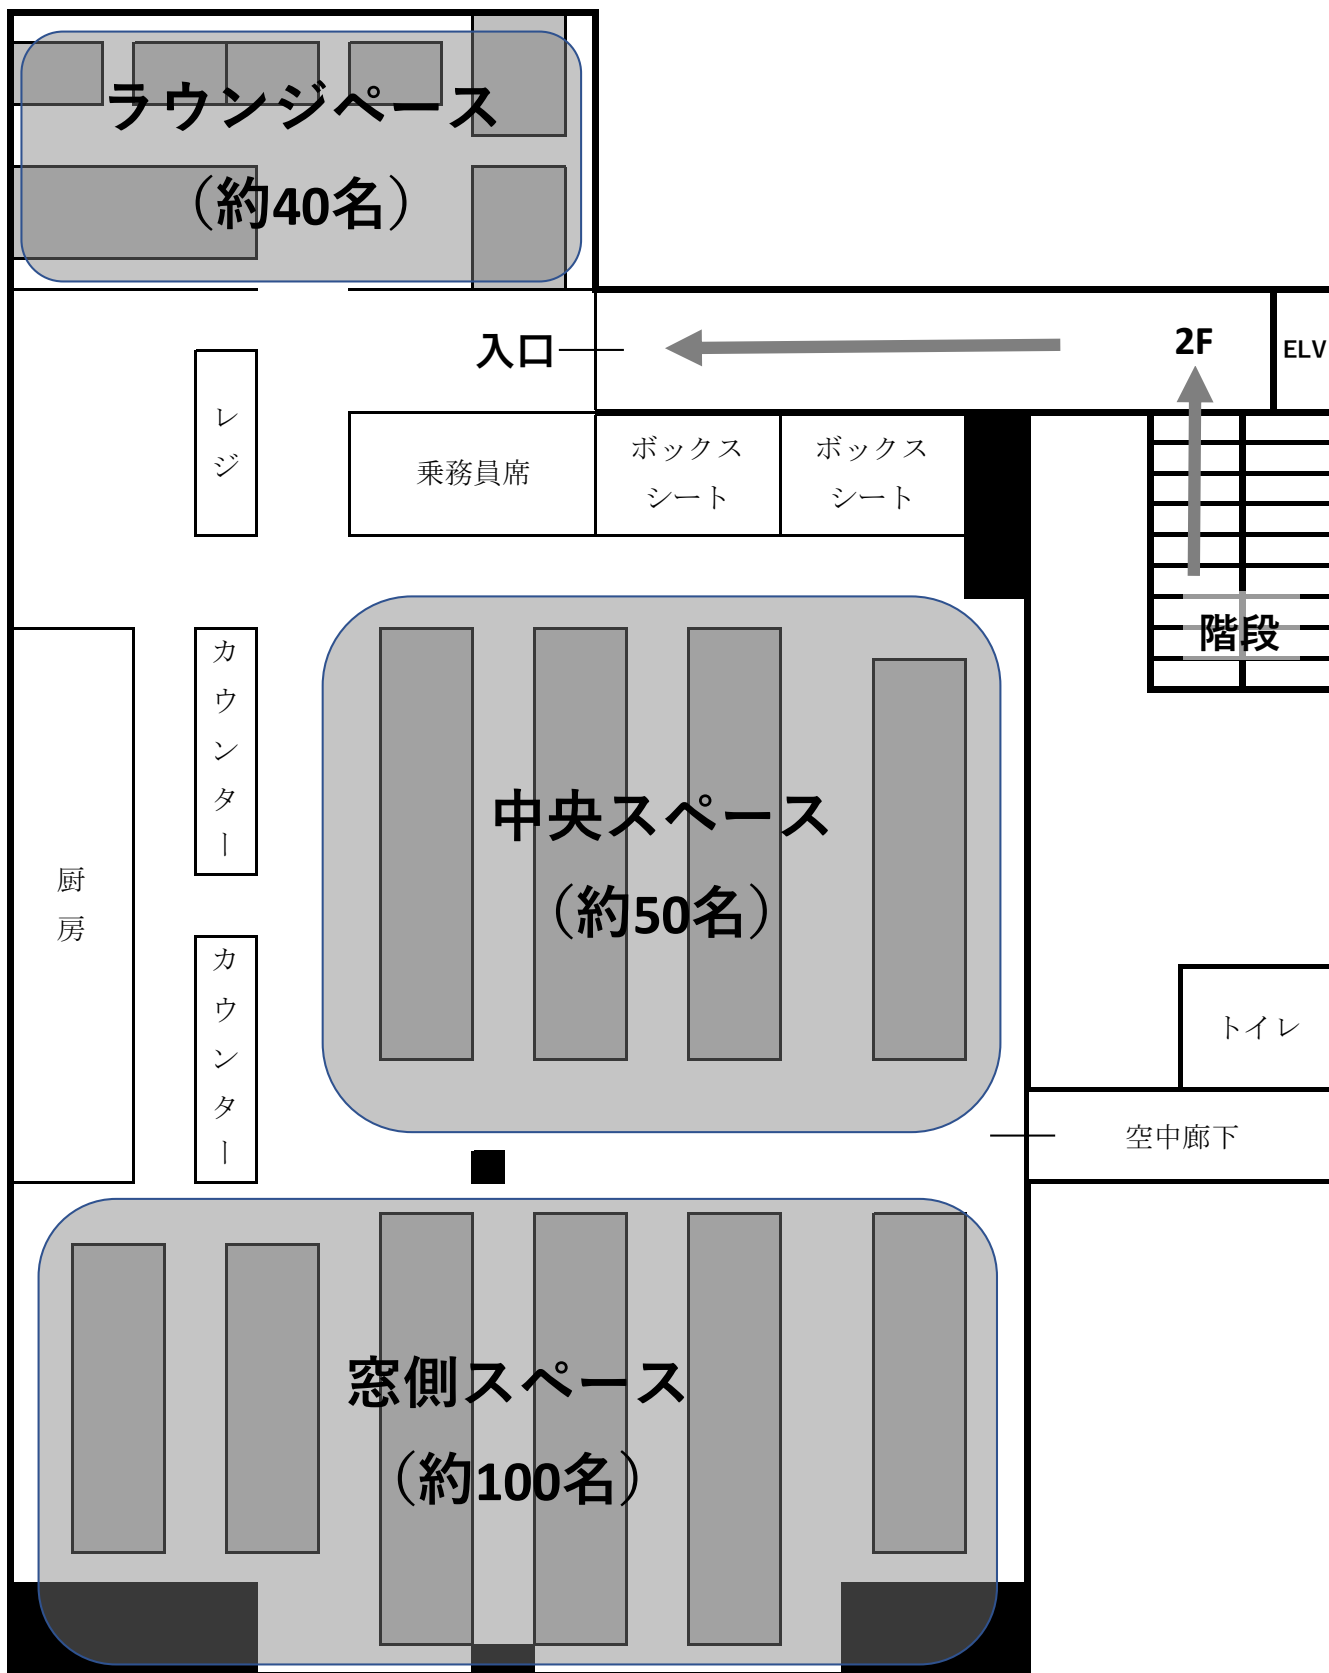 ラウンジペース
（約40名）
入口
2F
ELV
レジ
乗務員席
ボックス
シート
ボックス
シート
階段
カウンター
中央スペース
（約50名）
厨房
カウンター
トイレ
空中廊下
窓側スペース
（約100名）